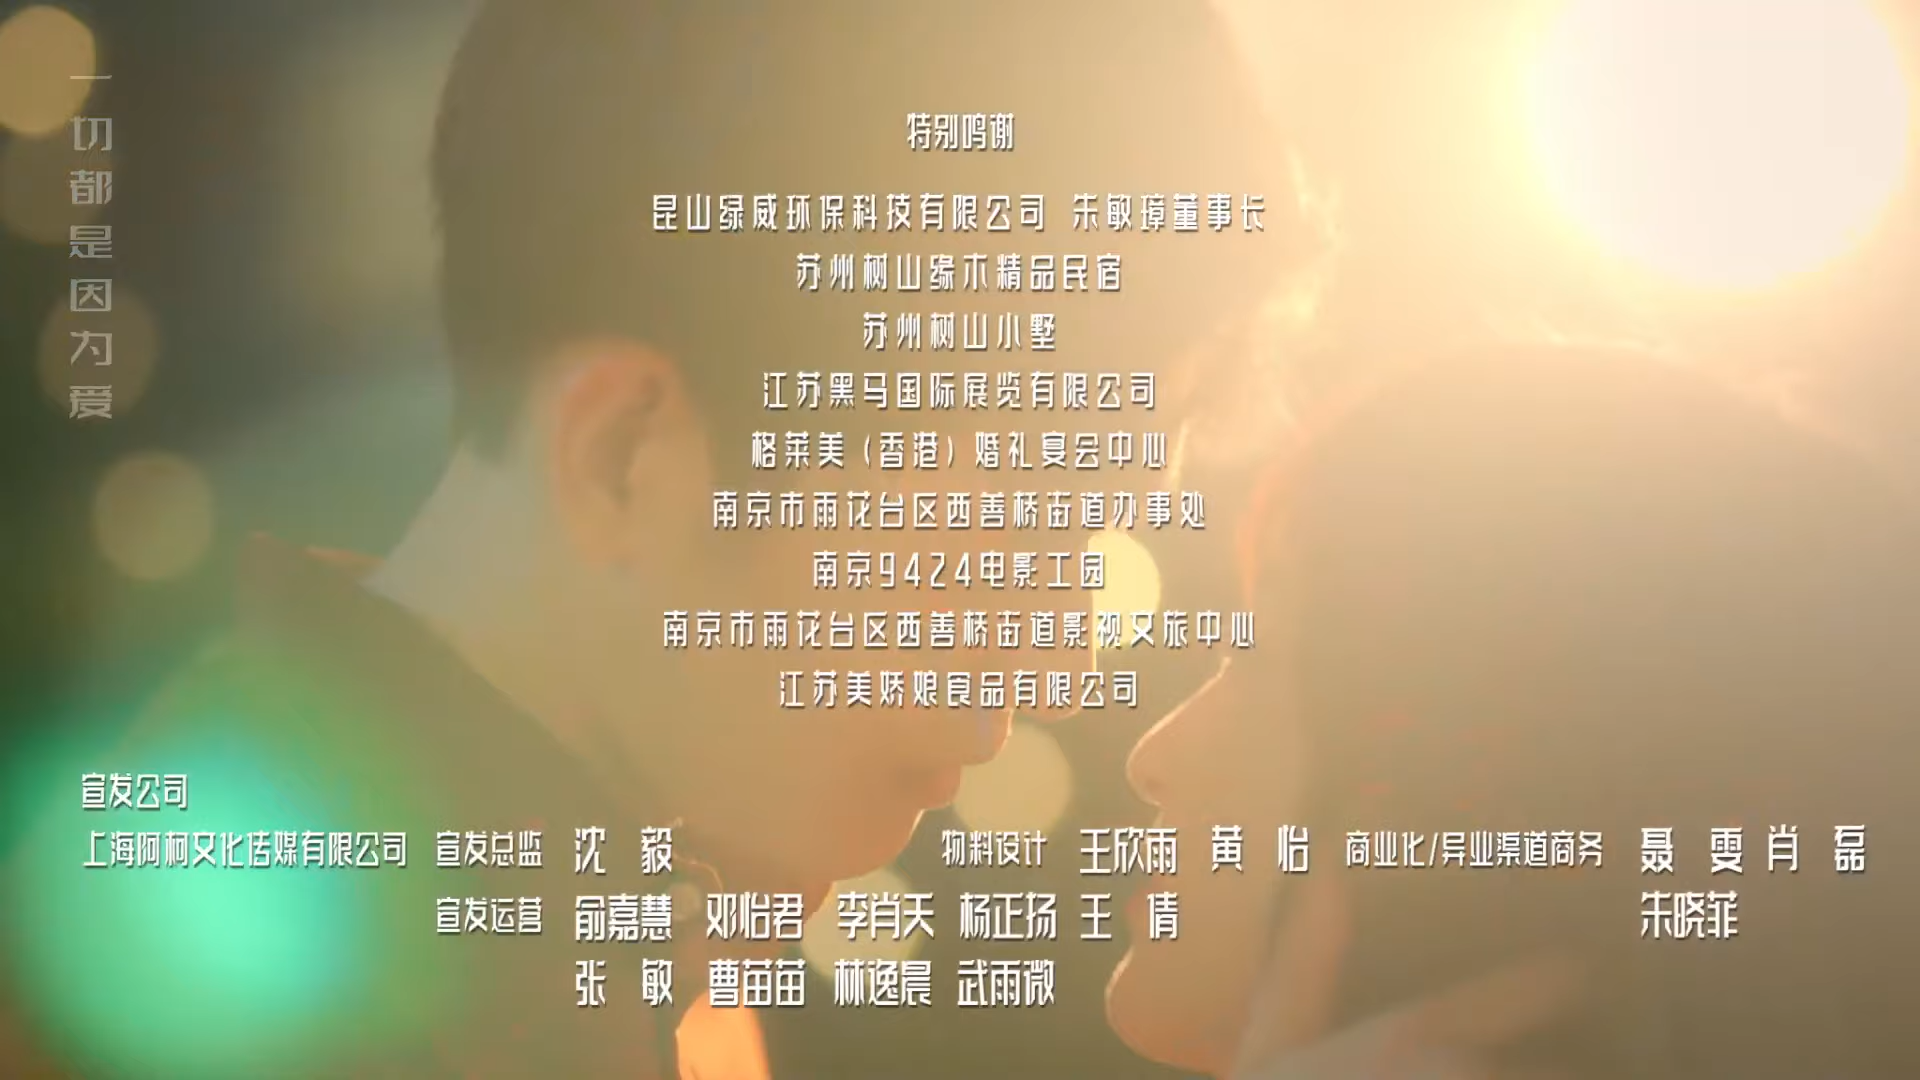 一切都是因为爱
特别鸣谢
昆山绿威环保科技有限公司 朱敏璋董事长
苏州树山缘木精品民宿
苏州树山小墅
江苏黑马国际展览有限公司
格莱美（香港）婚礼宴会中心
南京市雨花台区西善桥街道办事处
南京9424电影工园
南京市雨花台区西善桥街道影视文旅中心
江苏美娇娘食品有限公司
宣发公司
上海阿柯文化传媒有限公司 宣发总监 沈 毅 物料设计 王欣雨 黄 怡 商业化/异业渠道商务 聂 雯 肖 磊
宣发运营 俞嘉慧 邓怡君 李肖天 杨正扬 王 倩 朱晓菲
张 敏 曹苗苗 林逸晨 武雨微